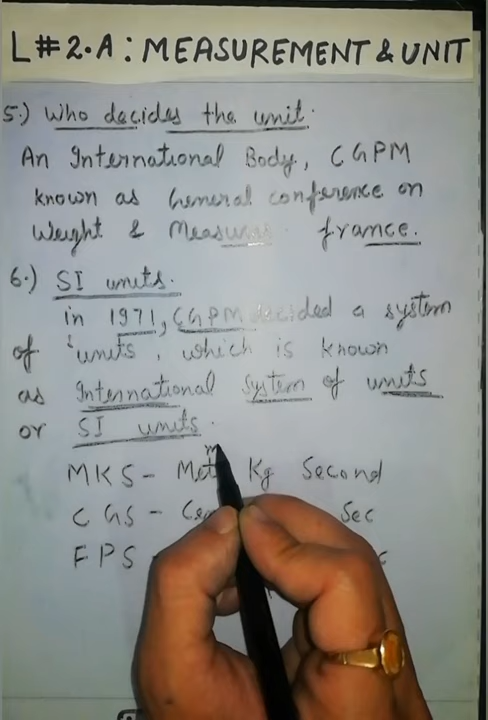 L#2.A: MEASUREMENT & UNIT
5.) Who decides the unit.
An International Body, CGPM
known as General conference on
Weight & Measures france.
6.) SI units.
in 1971, CGPM decided a system
of units, which is known
as International system of units
or SI units.
MKS - Kg Second
CGS - Sec
FPS